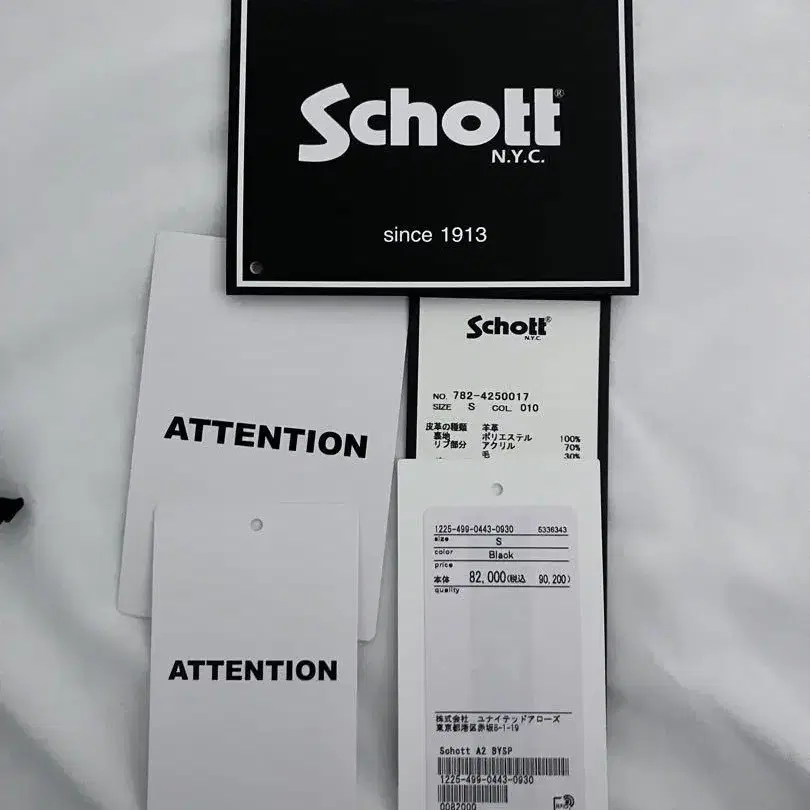 Schott®
N.Y.C.
since 1913
Schott®
N.Y.C.
NO. 782-4250017
SIZE S COL. 010
皮革の種類 羊革
裏地 ポリエステル 100%
リブ部分 アクリル 70%
毛 30%
ATTENTION
ATTENTION
1225-499-0443-0930 5336343
size S
color Black
price
本体 82,000(税込 90,200)
quality
株式会社 ユナイテッドアローズ
東京都港区赤坂8-1-19
Schott A2 BYSP
1225-499-0443-0930
0082000